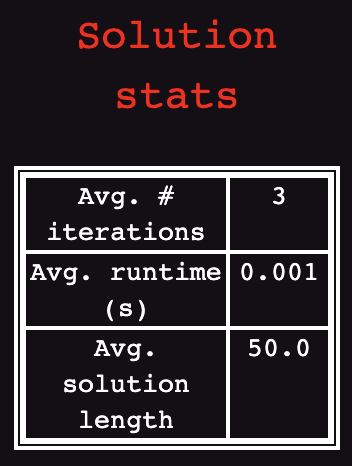 Solution
stats
Avg. # 3
iterations
Avg. runtime 0.001
(s)
Avg. 50.0
solution
length